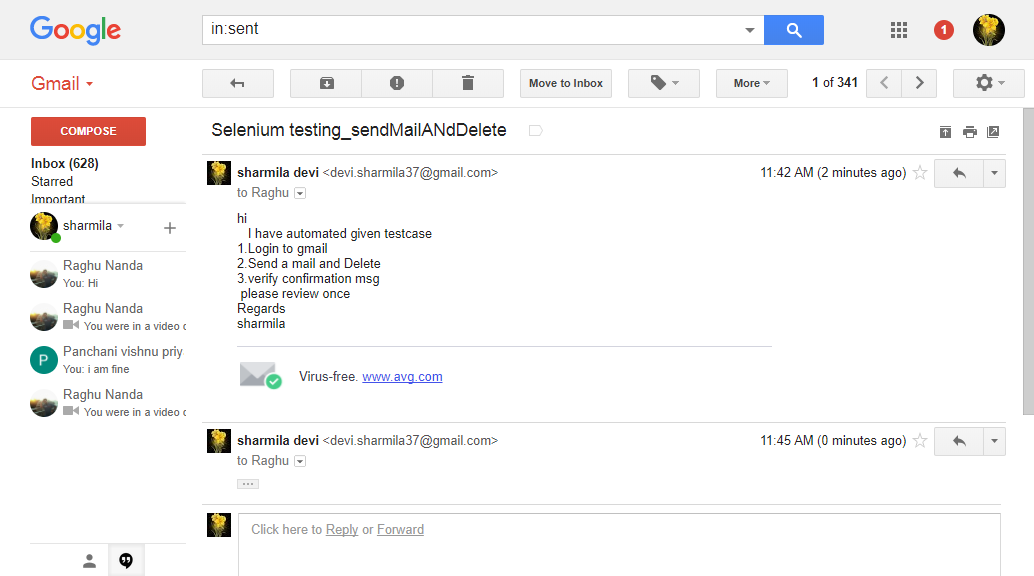 Google
in:sent
1
Gmail
Move to Inbox
More
1 of 341
COMPOSE
Inbox (628)
Starred
Important
sharmila
Raghu Nanda
You: Hi
Raghu Nanda
You were in a video c
P
Panchani vishnu priy
You: i am fine
Raghu Nanda
You were in a video c
Selenium testing_sendMailANdDelete
sharmila devi <devi.sharmila37@gmail.com>
11:42 AM (2 minutes ago)
to Raghu
hi
I have automated given testcase
1.Login to gmail
2.Send a mail and Delete
3.verify confirmation msg
please review once
Regards
sharmila
Virus-free. www.avg.com
sharmila devi <devi.sharmila37@gmail.com>
11:45 AM (0 minutes ago)
to Raghu
Click here to Reply or Forward